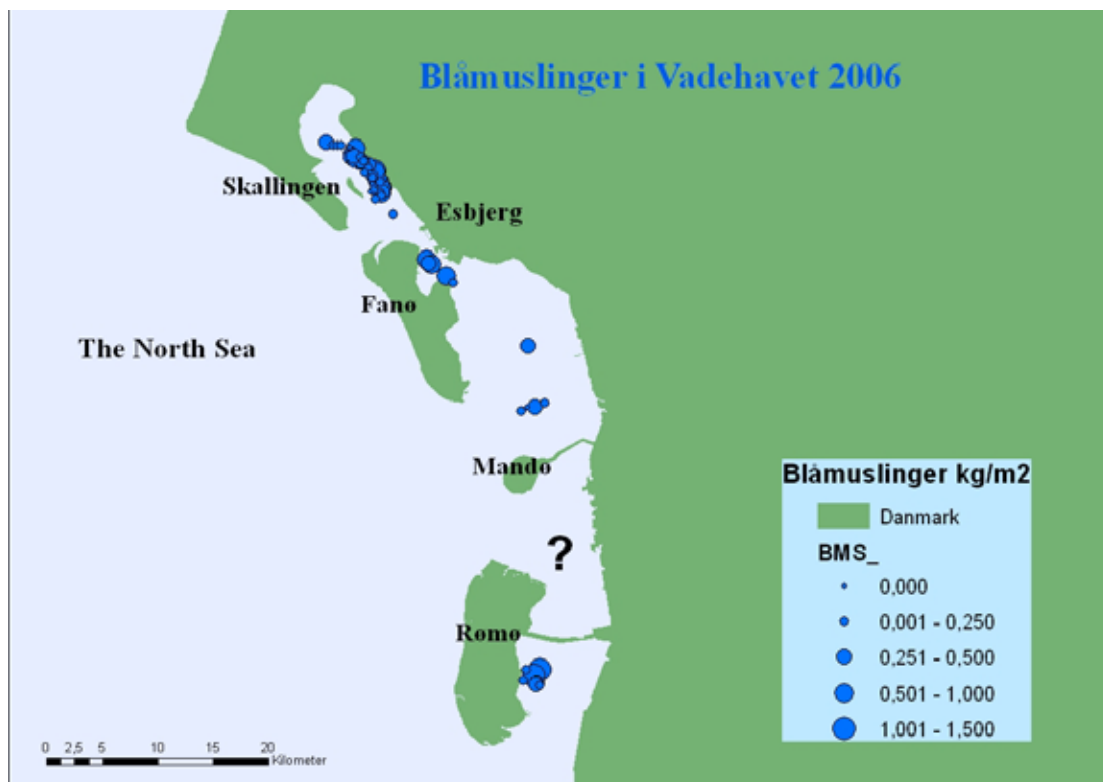 Blåmuslinger i Vadehavet 2006
Skallingen
Esbjerg
Fanø
The North Sea
Mandø
?
Rømø
Blåmuslinger kg/m2
Danmark
BMS_
0,000
0,001 - 0,250
0,251 - 0,500
0,501 - 1,000
1,001 - 1,500
0 2,5 5 10 15 20
Kilometer